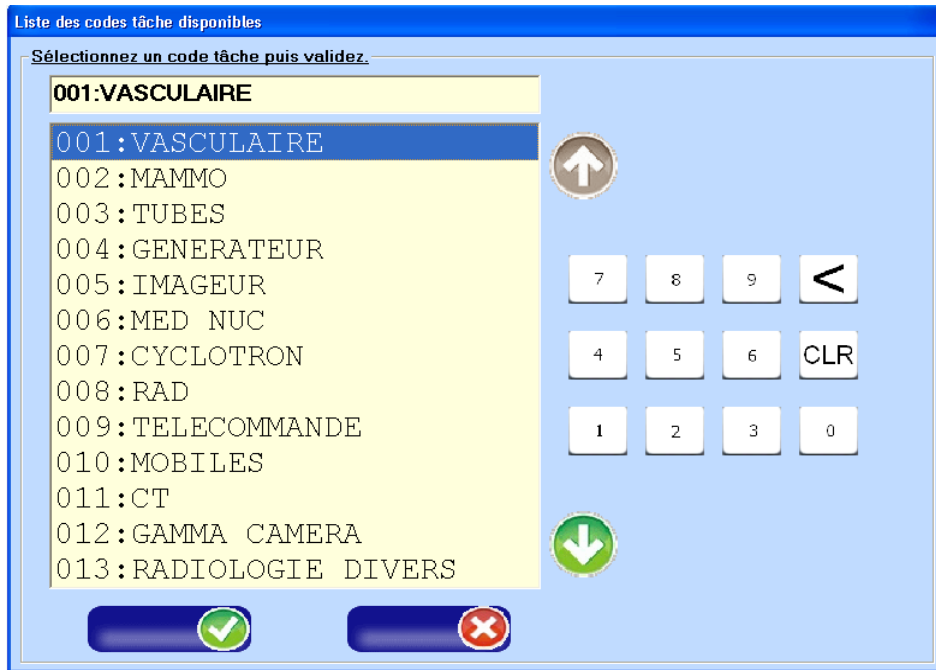 Liste des codes tâche disponibles
Sélectionnez un code tâche puis validez.
001:VASCULAIRE
001:VASCULAIRE
002:MAMMO
003:TUBES
004:GENERATEUR
005:IMAGEUR
006:MED NUC
007:CYCLOTRON
008:RAD
009:TELECOMMANDE
010:MOBILES
011:CT
012:GAMMA CAMERA
013:RADIOLOGIE DIVERS
7 8 9 <
4 5 6 CLR
1 2 3 0